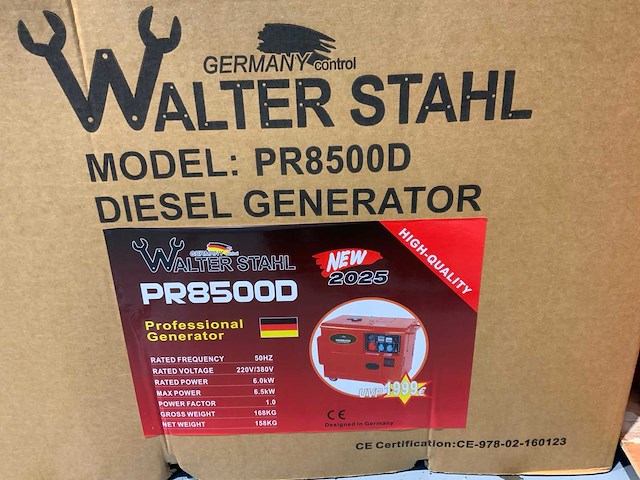 GERMANY control
WALTER STAHL
MODEL: PR8500D
DIESEL GENERATOR
HIGH-QUALITY
WALTER STAHL
NEW
2025
PR8500D
Professional
Generator
RATED FREQUENCY 50HZ
RATED VOLTAGE 220V/380V
RATED POWER 6.0kW
MAX POWER 6.5kW
POWER FACTOR 1.0
GROSS WEIGHT 168KG
NET WEIGHT 158KG
UVP 1999€
CE
Designed in Germany
CE Certification:CE-978-02-160123